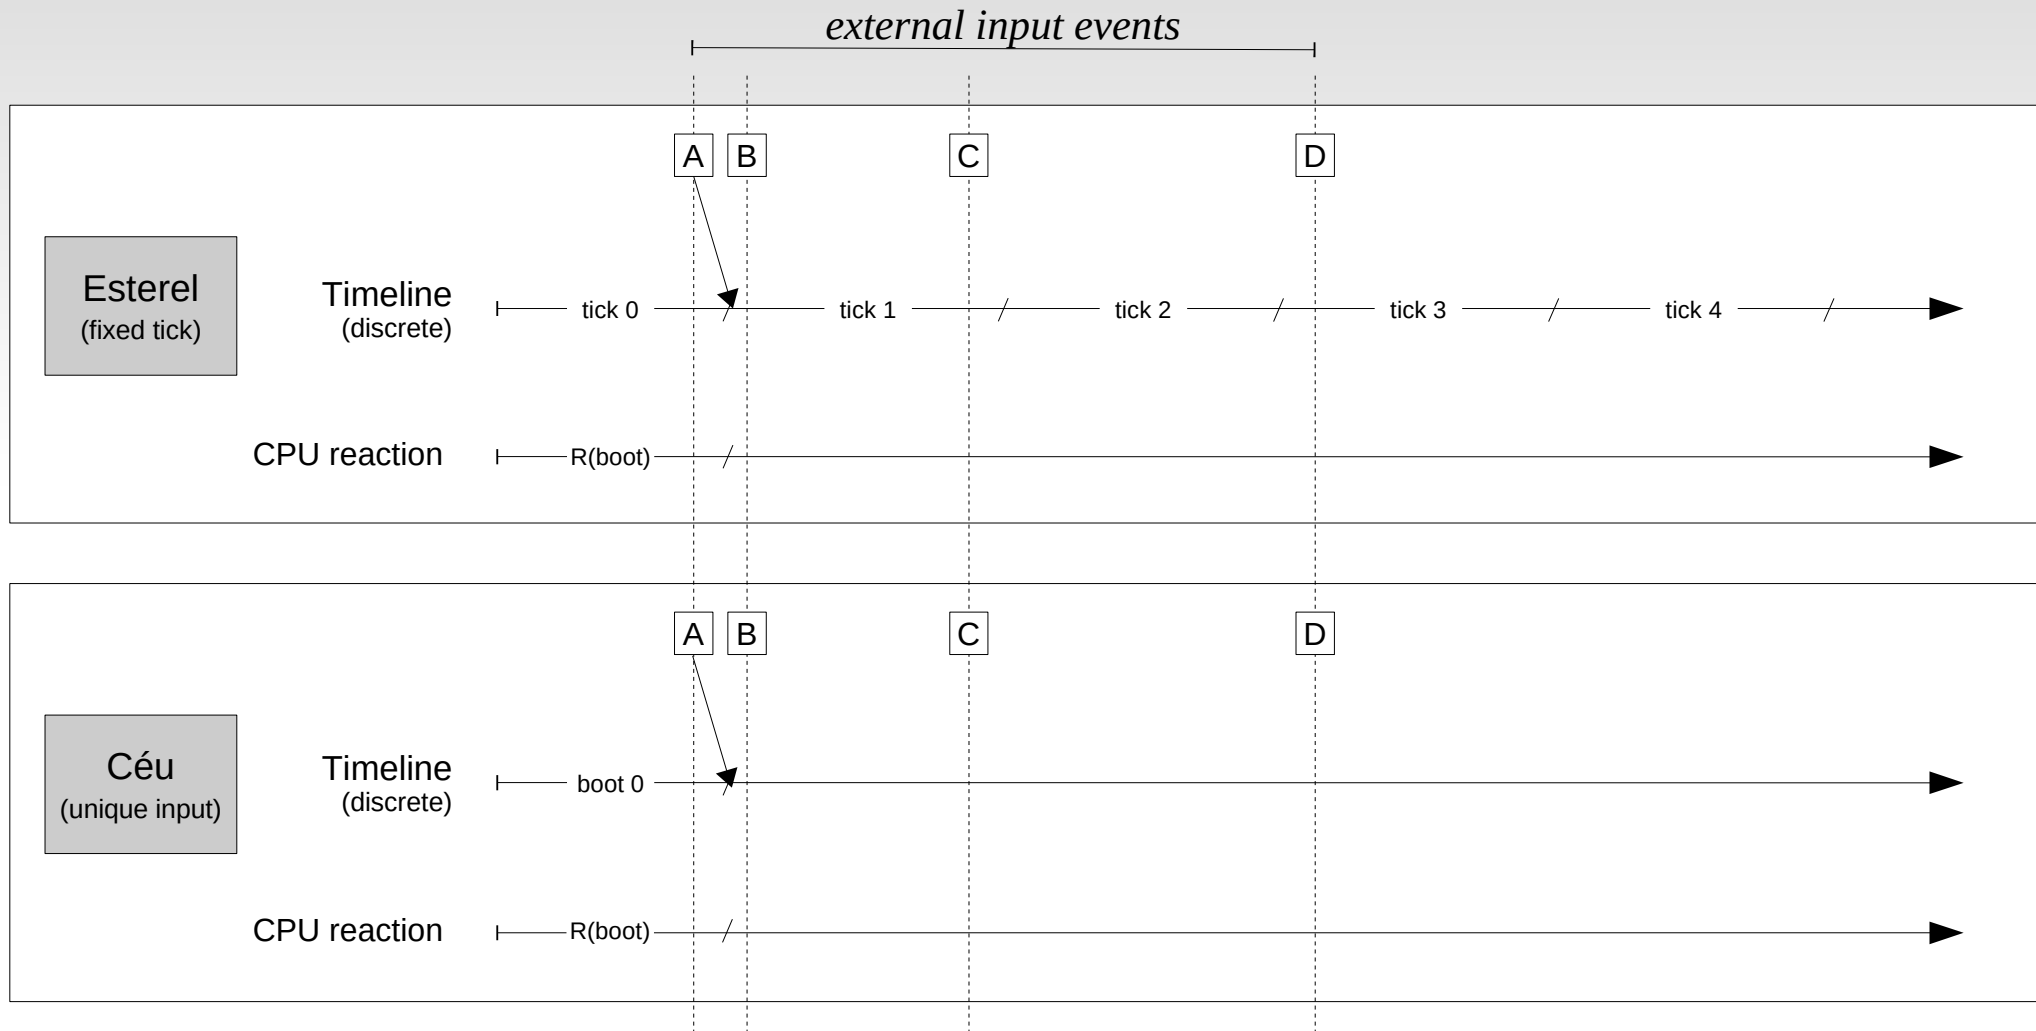 external input events
A B C D
Esterel
(fixed tick)
Timeline
(discrete)
tick 0 tick 1 tick 2 tick 3 tick 4
CPU reaction
R(boot)
A B C D
Céu
(unique input)
Timeline
(discrete)
boot 0
CPU reaction
R(boot)